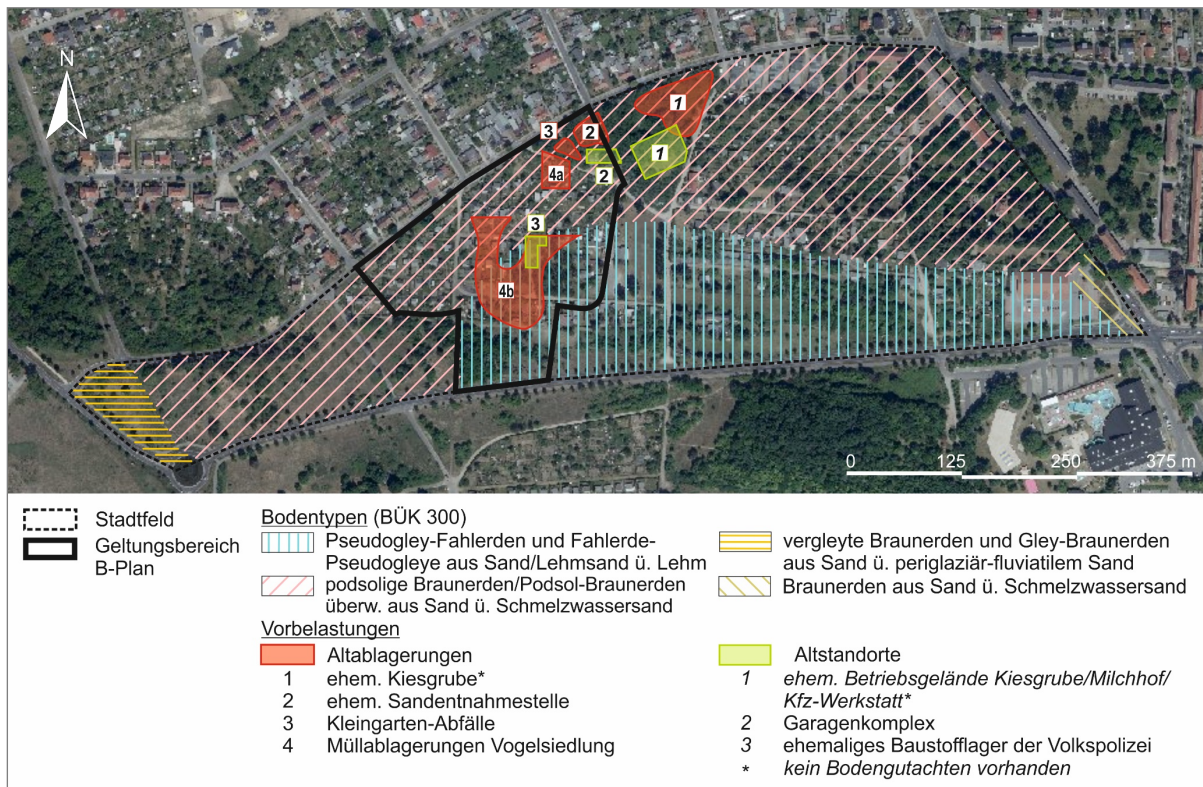 N
1
3
2
1
4a
2
3
4b
0 125 250 375 m
Stadtfeld
Geltungsbereich
B-Plan
Bodentypen (BÜK 300)
Pseudogley-Fahlerden und Fahlerde-
Pseudogleye aus Sand/Lehmsand ü. Lehm
podsolige Braunerden/Podsol-Braunerden
überw. aus Sand ü. Schmelzwassersand
vergleyte Braunerden und Gley-Braunerden
aus Sand ü. periglaziär-fluviatilem Sand
Braunerden aus Sand ü. Schmelzwassersand
Vorbelastungen
Altablagerungen
1 ehem. Kiesgrube*
2 ehem. Sandentnahmestelle
3 Kleingarten-Abfälle
4 Müllablagerungen Vogelsiedlung
Altstandorte
1 ehem. Betriebsgelände Kiesgrube/Milchhof/
Kfz-Werkstatt*
2 Garagenkomplex
3 ehemaliges Baustofflager der Volkspolizei
* kein Bodengutachten vorhanden